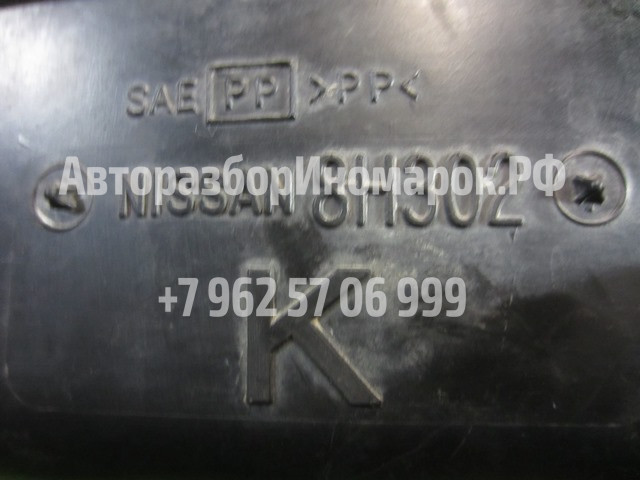 SAE PP >PP<
АвторазборИномарок.РФ
NISSAN 8H302
+7 962 57 06 999
K